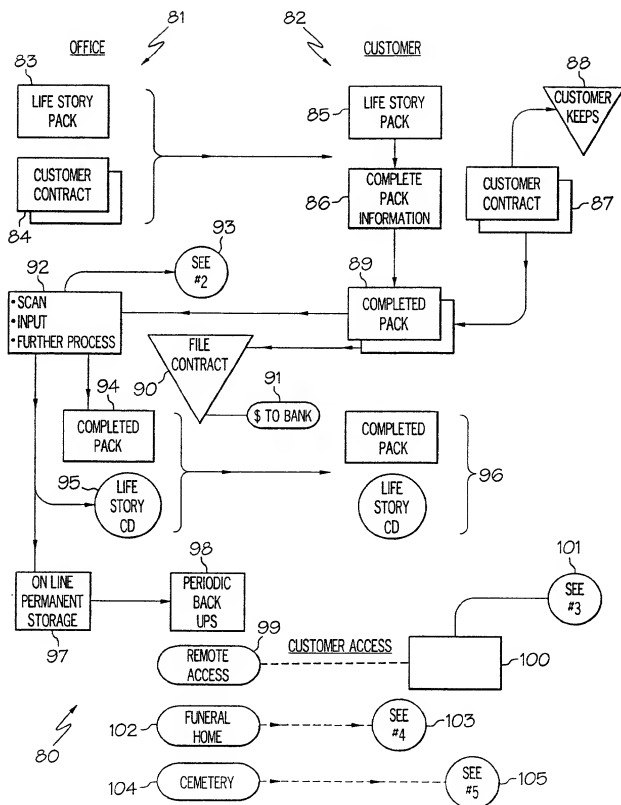 81
82
OFFICE
CUSTOMER
83
LIFE STORY
PACK
85
LIFE STORY
PACK
88
CUSTOMER
KEEPS
CUSTOMER
CONTRACT
84
86
COMPLETE
PACK
INFORMATION
CUSTOMER
CONTRACT
87
93
SEE
#2
92
• SCAN
• INPUT
• FURTHER PROCESS
89
COMPLETED
PACK
FILE
CONTRACT
90
91
$ TO BANK
94
COMPLETED
PACK
COMPLETED
PACK
95
LIFE
STORY
CD
LIFE
STORY
CD
96
98
ON LINE
PERMANENT
STORAGE
97
PERIODIC
BACK
UPS
101
SEE
#3
99
REMOTE
ACCESS
CUSTOMER ACCESS
100
80
102
FUNERAL
HOME
SEE
#4
103
104
CEMETERY
SEE
#5
105